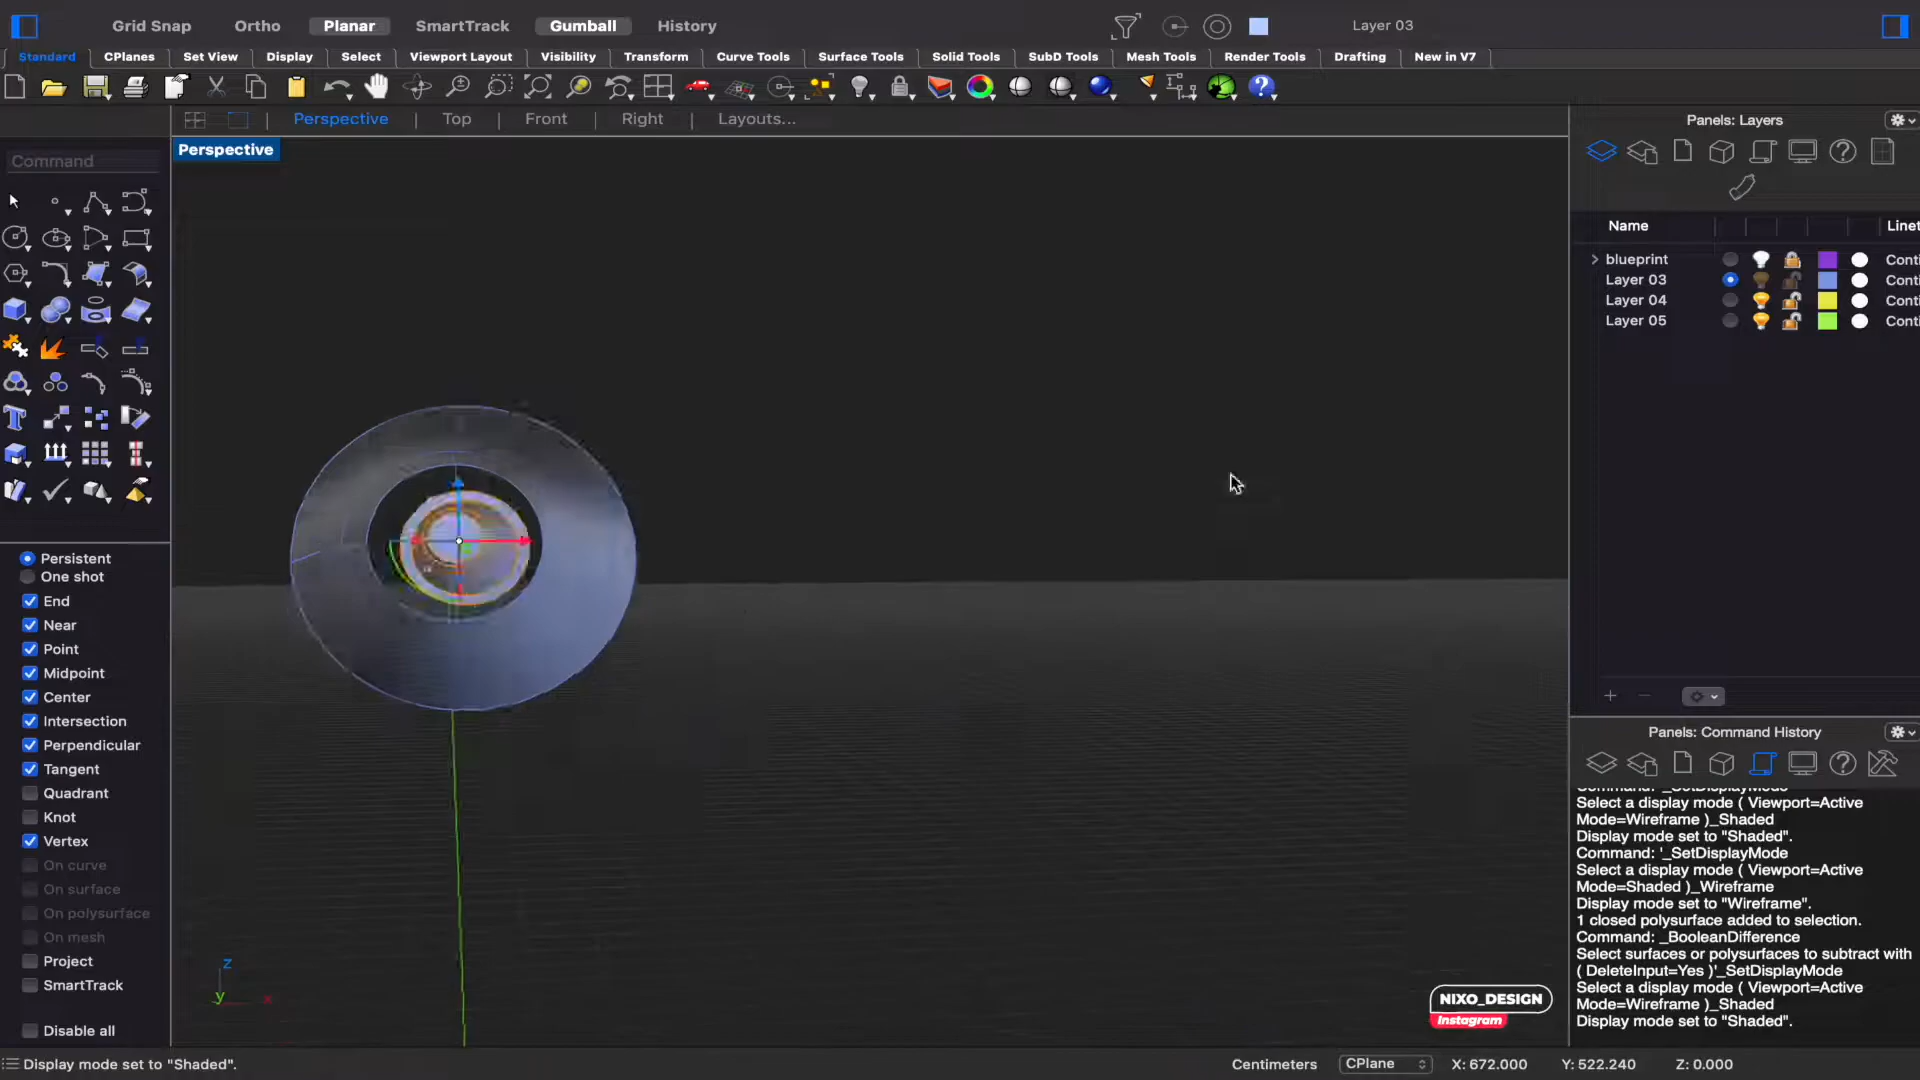 Grid Snap Ortho Planar SmartTrack Gumball History Layer 03
Standard CPlanes Set View Display Select Viewport Layout Visibility Transform Curve Tools Surface Tools Solid Tools SubD Tools Mesh Tools Render Tools Drafting New in V7
Perspective Top Front Right Layouts...
Perspective
Command
Persistent
One shot
End
Near
Point
Midpoint
Center
Intersection
Perpendicular
Tangent
Quadrant
Knot
Vertex
On curve
On surface
On polysurface
On mesh
Project
SmartTrack
Disable all
z
y
x
NIXO_DESIGN
Instagram
Panels: Layers
Name Linet
blueprint Conti
Layer 03 Conti
Layer 04 Conti
Layer 05 Conti
Panels: Command History
Command: '_SetDisplayMode
Select a display mode ( Viewport=Active
Mode=Wireframe )_Shaded
Display mode set to "Shaded".
Command: '_SetDisplayMode
Select a display mode ( Viewport=Active
Mode=Shaded )_Wireframe
Display mode set to "Wireframe".
1 closed polysurface added to selection.
Command: _BooleanDifference
Select surfaces or polysurfaces to subtract with
( DeleteInput=Yes )'_SetDisplayMode
Select a display mode ( Viewport=Active
Mode=Wireframe )_Shaded
Display mode set to "Shaded".
Display mode set to "Shaded". Centimeters CPlane X: 672.000 Y: 522.240 Z: 0.000